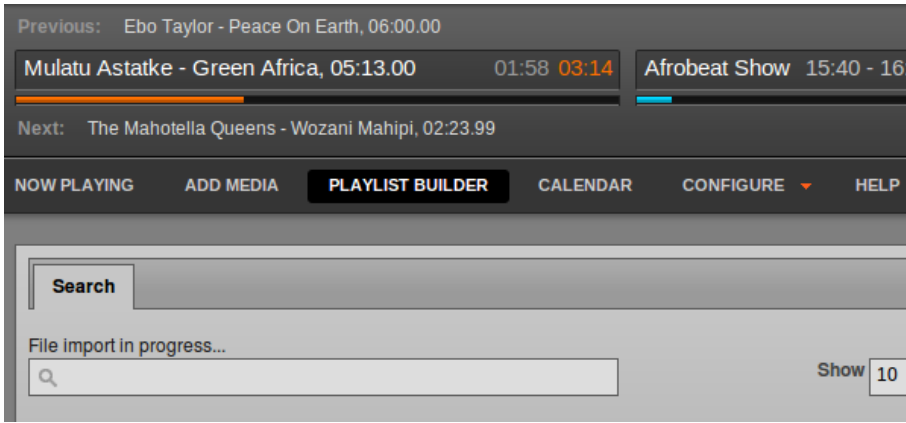 Previous: Ebo Taylor - Peace On Earth, 06:00.00
Mulatu Astatke - Green Africa, 05:13.00 01:58 03:14 Afrobeat Show 15:40 - 16
Next: The Mahotella Queens - Wozani Mahipi, 02:23.99
NOW PLAYING ADD MEDIA PLAYLIST BUILDER CALENDAR CONFIGURE HELP
Search
File import in progress...
Show 10